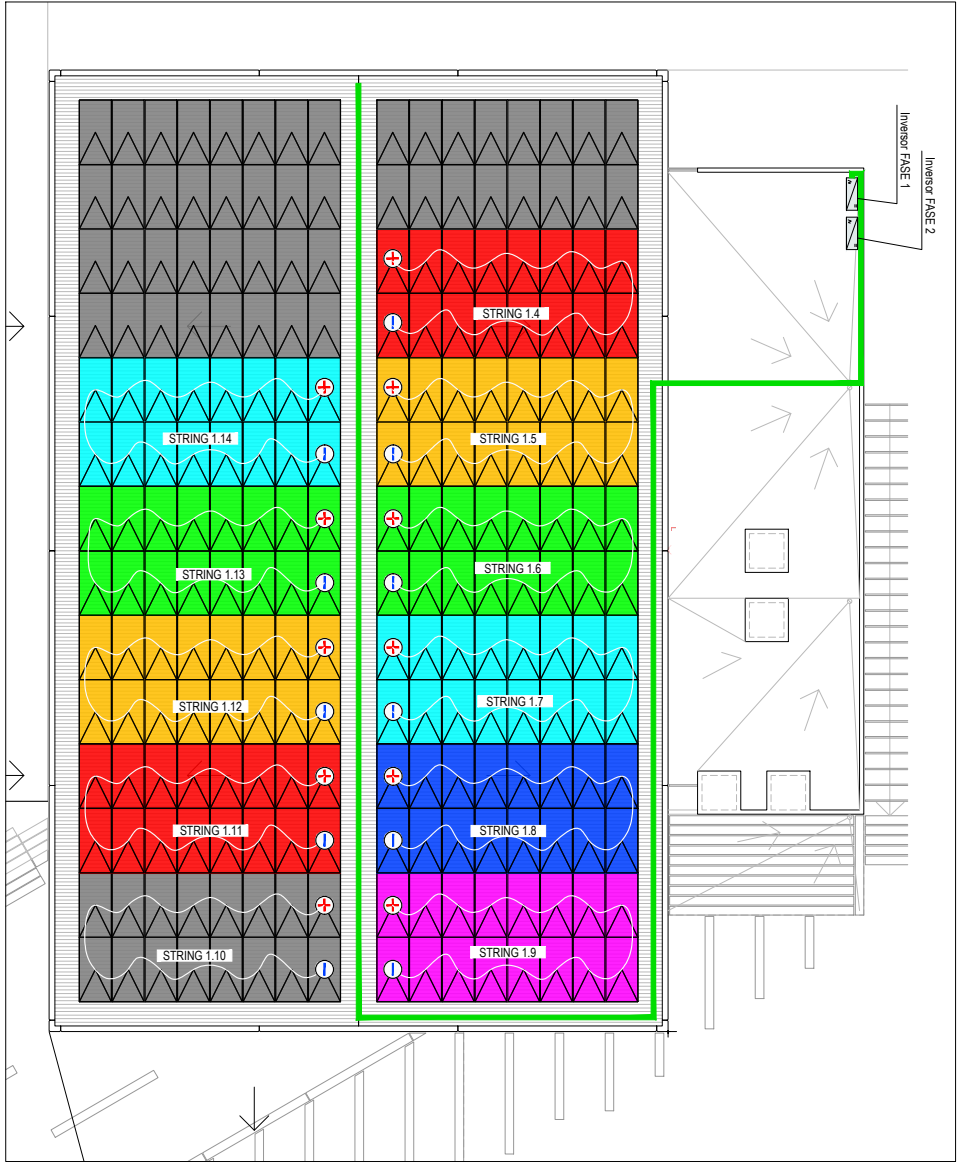 Inversor FASE 1
Inversor FASE 2
STRING 1.4
STRING 1.14
STRING 1.5
STRING 1.13
STRING 1.6
STRING 1.12
STRING 1.7
STRING 1.11
STRING 1.8
STRING 1.10
STRING 1.9